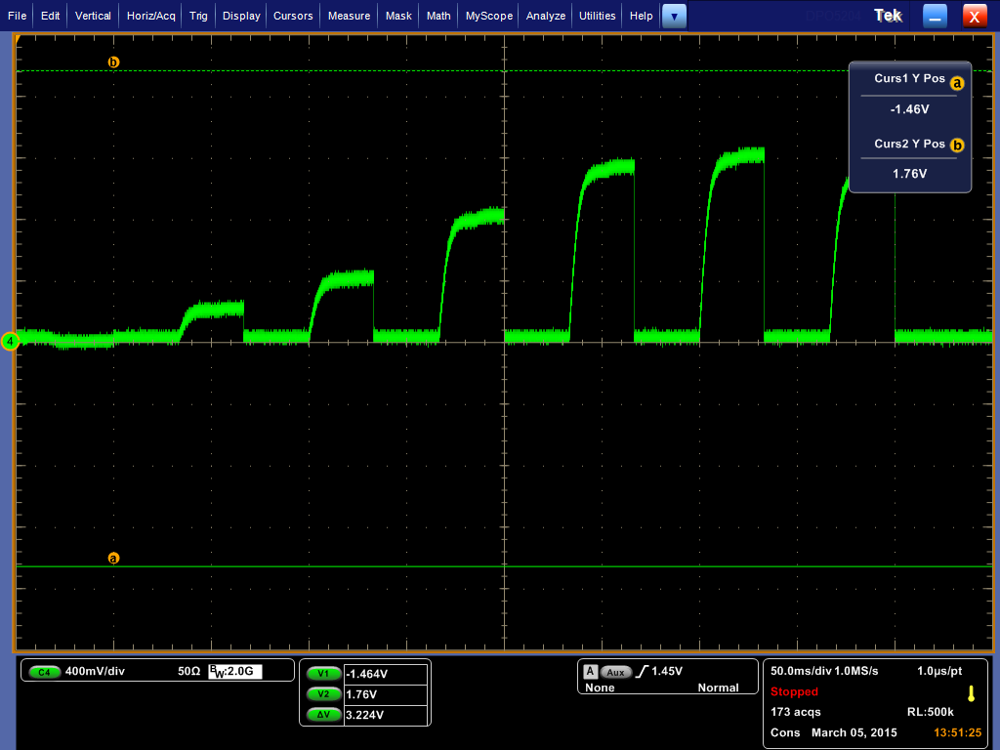 File Edit Vertical Horiz/Acq Trig Display Cursors Measure Mask Math MyScope Analyze Utilities Help Tek X
b
Curs1 Y Pos a
-1.46V
Curs2 Y Pos b
1.76V
4
a
C4 400mV/div 50Ω BW:2.0G
V1 -1.464V
V2 1.76V
ΔV 3.224V
A Aux 1.45V
None Normal
50.0ms/div 1.0MS/s 1.0µs/pt
Stopped
173 acqs RL:500k
Cons March 05, 2015 13:51:25